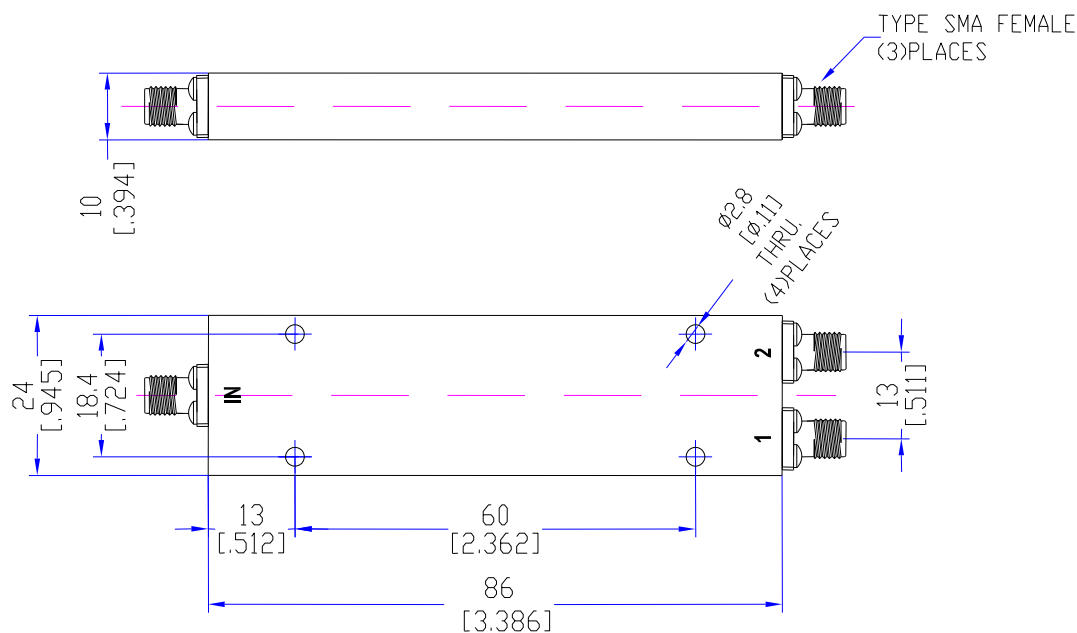 TYPE SMA FEMALE
(3)PLACES
10
[.394]
Ø2.8
[Ø.11]
THRU.
(4)PLACES
24
[.945]
18.4
[.724]
IN
2
1
13
[.511]
13
[.512]
60
[2.362]
86
[3.386]